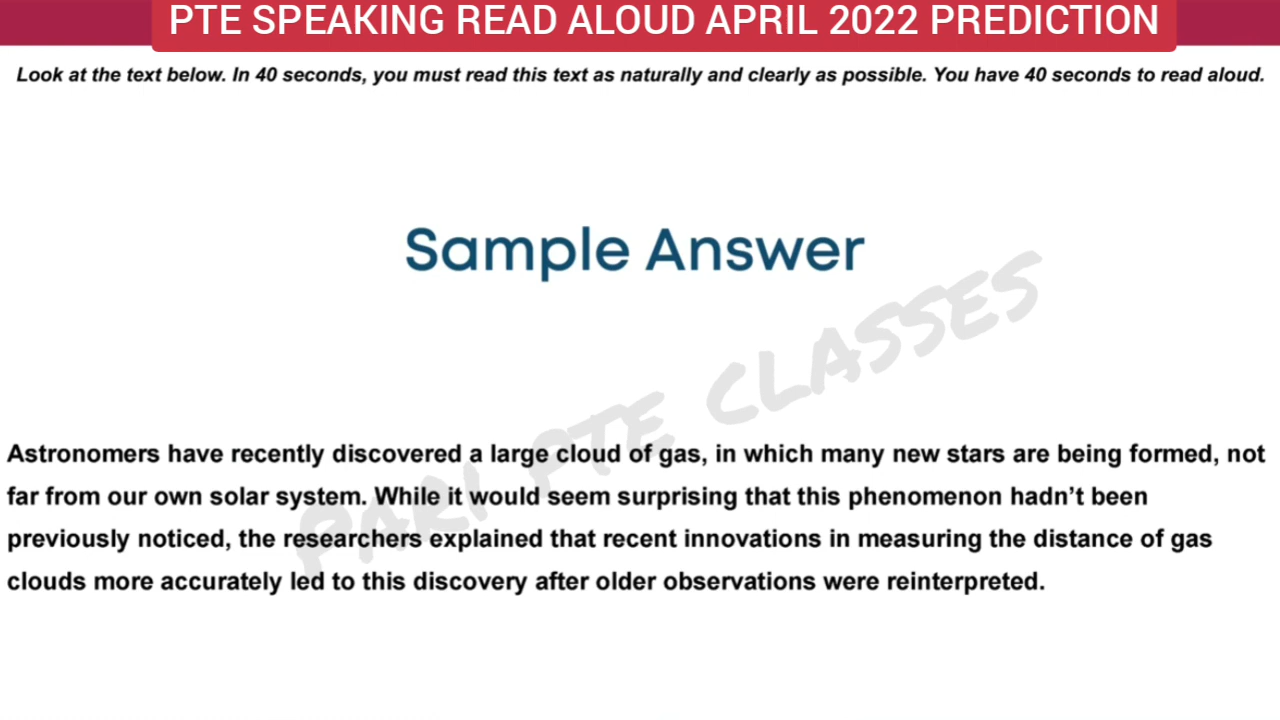 PTE SPEAKING READ ALOUD APRIL 2022 PREDICTION
Look at the text below. In 40 seconds, you must read this text as naturally and clearly as possible. You have 40 seconds to read aloud.
Sample Answer
PARI PTE CLASSES
Astronomers have recently discovered a large cloud of gas, in which many new stars are being formed, not
far from our own solar system. While it would seem surprising that this phenomenon hadn’t been
previously noticed, the researchers explained that recent innovations in measuring the distance of gas
clouds more accurately led to this discovery after older observations were reinterpreted.